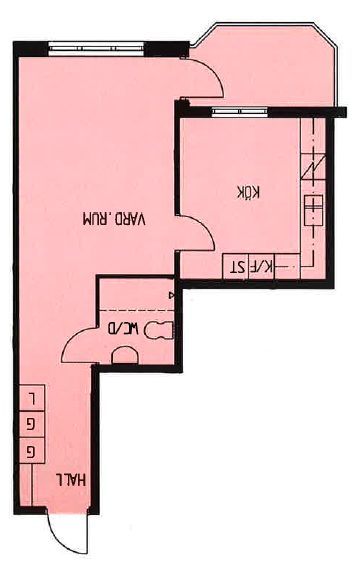 KÖK
VARD.RUM
K/F ST
WC/D
L
G
G
HALL